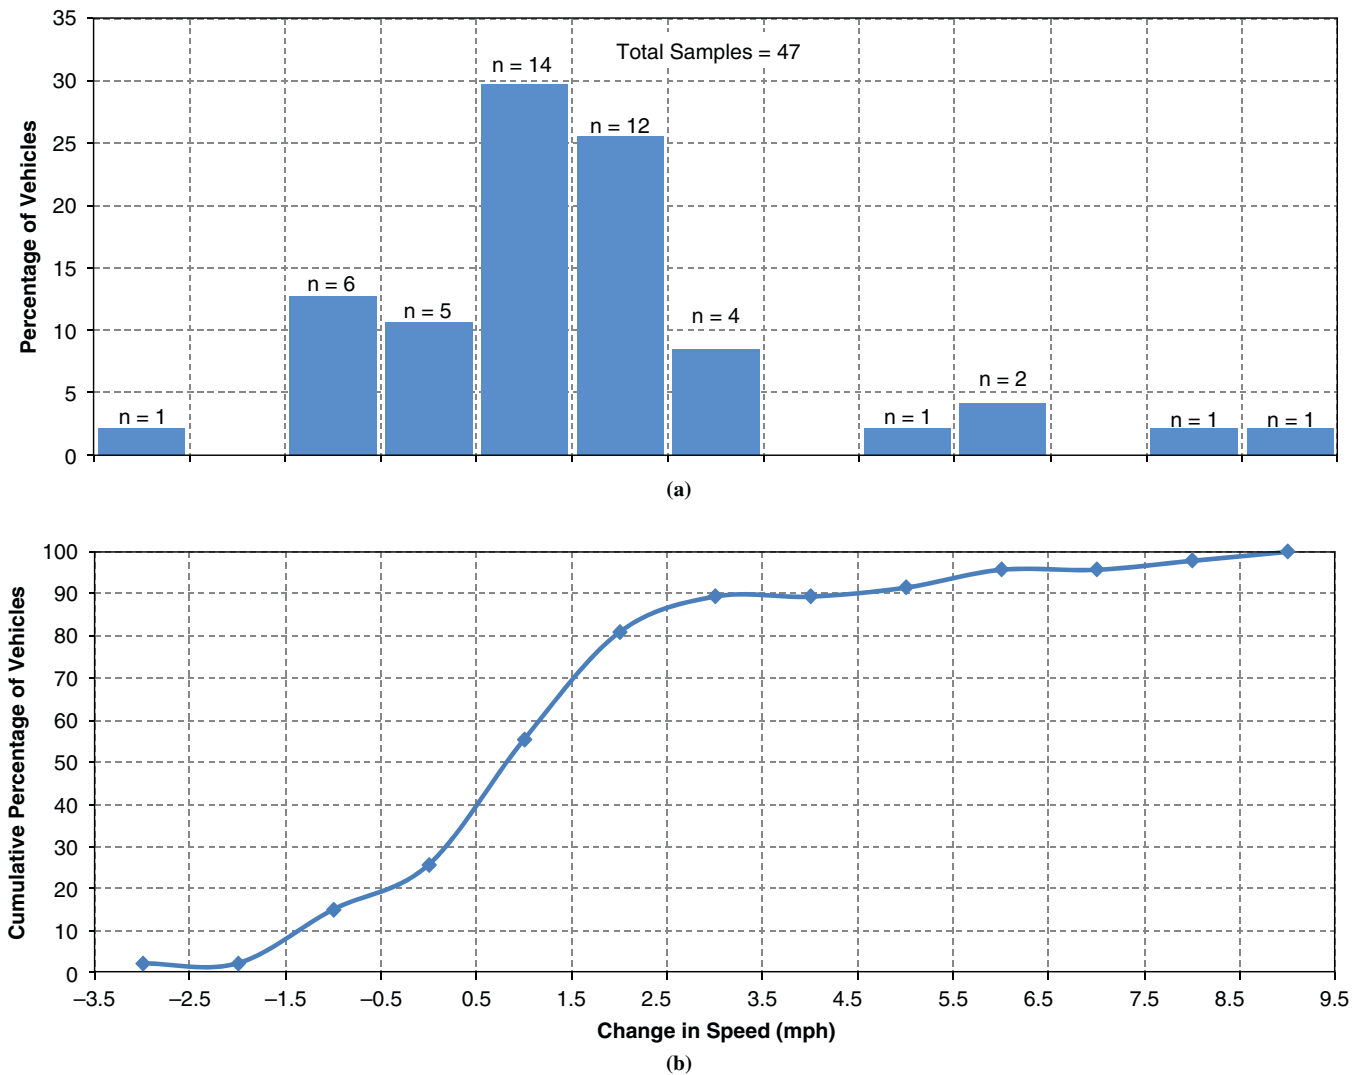 35
Total Samples = 47
n = 14
30
n = 12
25
Percentage of Vehicles
20
15
n = 6
n = 5
n = 4
10
n = 2
5
n = 1
n = 1
n = 1
n = 1
0
(a)
100
90
80
70
60
Cumulative Percentage of Vehicles
50
40
30
20
10
0
–3.5 –2.5 –1.5 –0.5 0.5 1.5 2.5 3.5 4.5 5.5 6.5 7.5 8.5 9.5
Change in Speed (mph)
(b)